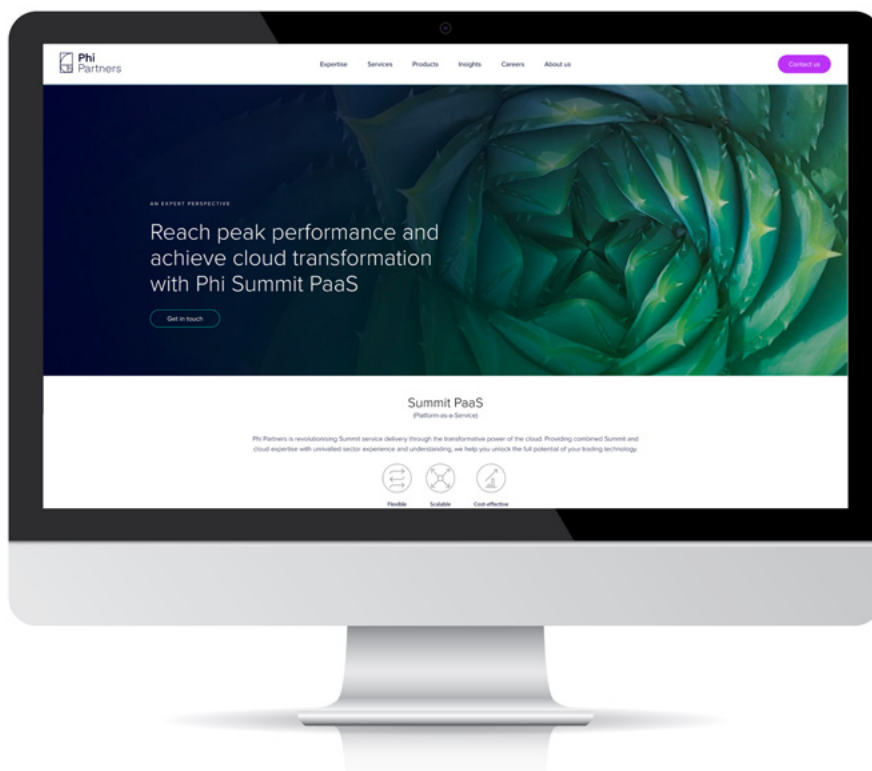 Phi
Partners
Expertise Services Products Insights Careers About us
Contact us
AN EXPERT PERSPECTIVE
Reach peak performance and
achieve cloud transformation
with Phi Summit PaaS
Get in touch
Summit PaaS
(Platform-as-a-Service)
Phi Partners is revolutionising Summit service delivery through the transformative power of the cloud. Providing combined Summit and
cloud expertise with unrivalled sector experience and understanding, we help you unlock the full potential of your trading technology.
Flexible Scalable Cost-effective